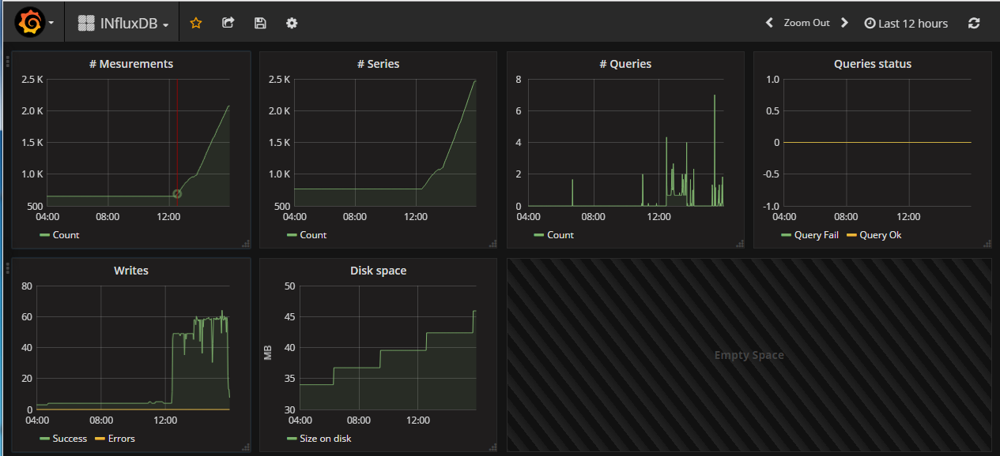 INfluxDB
Zoom Out
Last 12 hours
# Mesurements
2.5 K
2.0 K
1.5 K
1.0 K
500
04:00 08:00 12:00
Count
# Series
2.5 K
2.0 K
1.5 K
1.0 K
500
04:00 08:00 12:00
Count
# Queries
8
6
4
2
0
04:00 08:00 12:00
Count
Queries status
1.0
0.5
0
-0.5
-1.0
04:00 08:00 12:00
Query Fail Query Ok
Writes
80
60
40
20
0
04:00 08:00 12:00
Success Errors
Disk space
MB
50
45
40
35
30
04:00 08:00 12:00
Size on disk
Empty Space